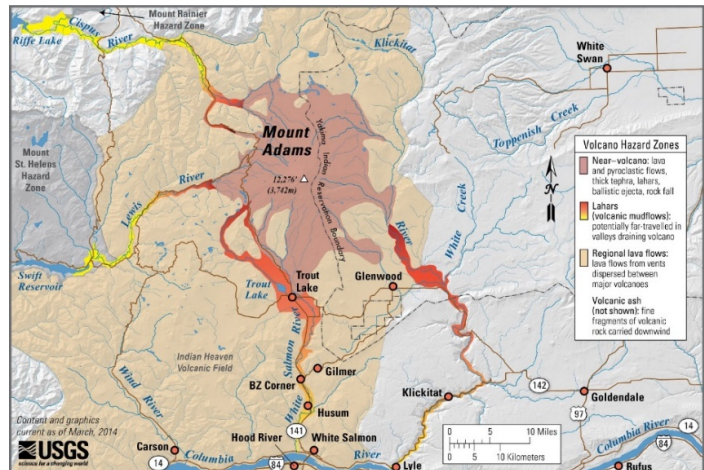 Mount Rainier
Hazard Zone
Riffe Lake
Cispus
River
Klickitat
White
Swan
Toppenish Creek
Mount
Adams
12,276'
(3,742m)
Yakima Indian
Reservation Boundary
Mount
St. Helens
Hazard
Zone
Lewis
River
River
White
Creek
Swift
Reservoir
Trout
Lake
Trout
Lake
Glenwood
Indian Heaven
Volcanic Field
Wind River
White
Salmon
River
Gilmer
BZ Corner
Husum
141
Klickitat
142
Goldendale
97
Carson
14
Hood River
White Salmon
84
Columbia
River
Lyle
Columbia River
14
84
Rufus
Volcano Hazard Zones
Near–volcano: lava
and pyroclastic flows,
thick tephra, lahars,
ballistic ejecta, rock fall
Lahars
(volcanic mudflows):
potentially far-travelled in
valleys draining volcano
Regional lava flows:
lava flows from vents
dispersed between
major volcanoes
Volcanic ash
(not shown): fine
fragments of volcanic
rock carried downwind
N
0
10 Miles
0
10 Kilometers
Content and graphics
current as of March, 2014
USGS
science for a changing world